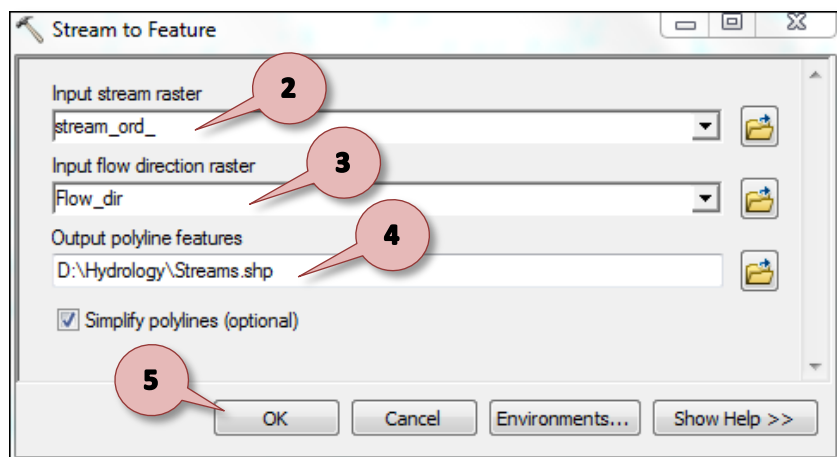 Stream to Feature
Input stream raster
2
stream_ord_
Input flow direction raster
3
Flow_dir
Output polyline features
4
D:\Hydrology\Streams.shp
Simplify polylines (optional)
5
OK
Cancel
Environments...
Show Help >>